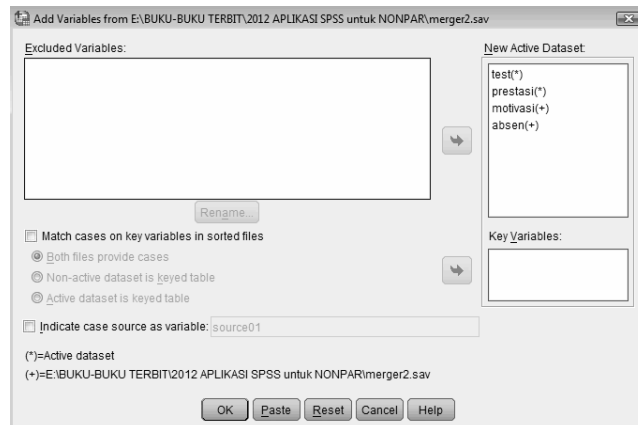 Add Variables from E:\BUKU-BUKU TERBIT\2012 APLIKASI SPSS untuk NONPAR\merger2.sav
Excluded Variables:
New Active Dataset:
test(*)
prestasi(*)
motivasi(+)
absen(+)
Rename...
Match cases on key variables in sorted files
Both files provide cases
Non-active dataset is keyed table
Active dataset is keyed table
Key Variables:
Indicate case source as variable: source01
(*)=Active dataset
(+)=E:\BUKU-BUKU TERBIT\2012 APLIKASI SPSS untuk NONPAR\merger2.sav
OK Paste Reset Cancel Help